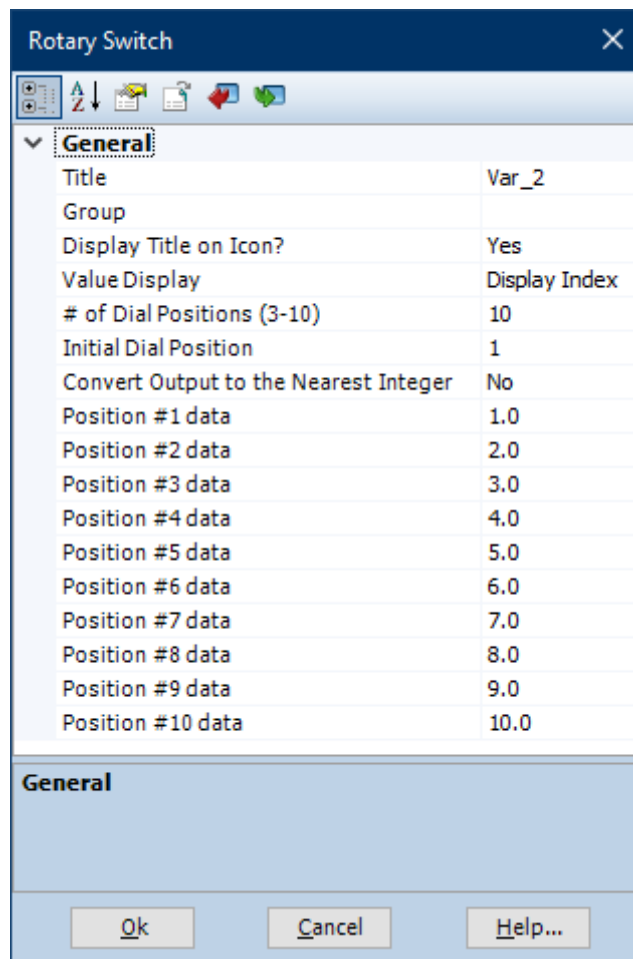 Rotary Switch
A
Z
General
Title Var_2
Group
Display Title on Icon? Yes
Value Display Display Index
# of Dial Positions (3-10) 10
Initial Dial Position 1
Convert Output to the Nearest Integer No
Position #1 data 1.0
Position #2 data 2.0
Position #3 data 3.0
Position #4 data 4.0
Position #5 data 5.0
Position #6 data 6.0
Position #7 data 7.0
Position #8 data 8.0
Position #9 data 9.0
Position #10 data 10.0
General
Ok Cancel Help...